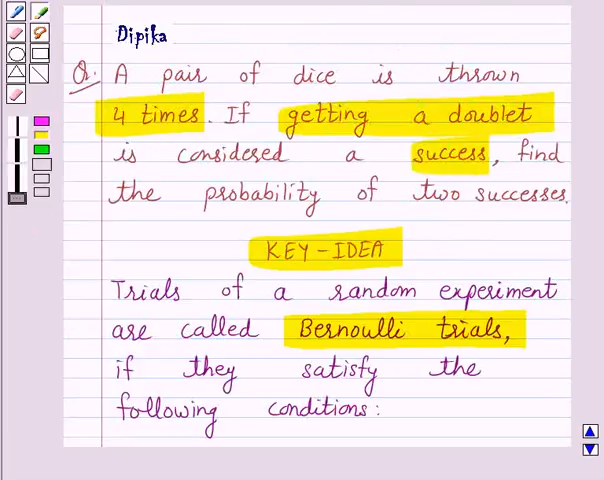 Dipika
Q. A pair of dice is thrown
4 times. If getting a doublet
is considered a success, find
the probability of two successes.
KEY-IDEA
Trials of a random experiment
are called Bernoulli trials,
if they satisfy the
following conditions: